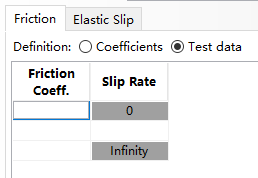 Friction Elastic Slip
Definition: Coefficients Test data
Friction Coeff. Slip Rate
0
Infinity